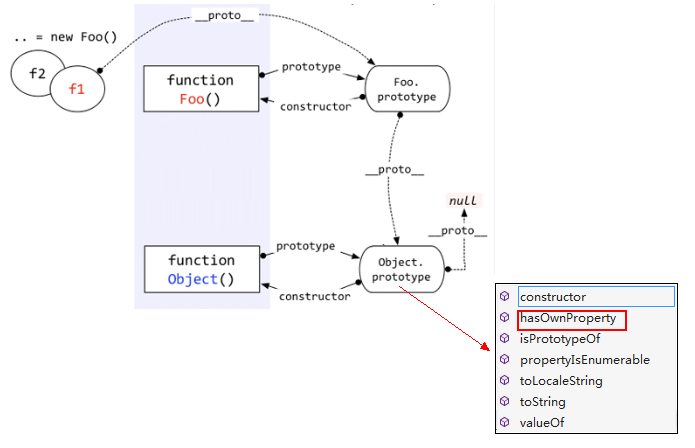 __proto__
.. = new Foo()
f2
f1
function
Foo()
prototype
constructor
Foo.
prototype
__proto__
null
__proto__
function
Object()
prototype
constructor
Object.
prototype
constructor
hasOwnProperty
isPrototypeOf
propertyIsEnumerable
toLocaleString
toString
valueOf